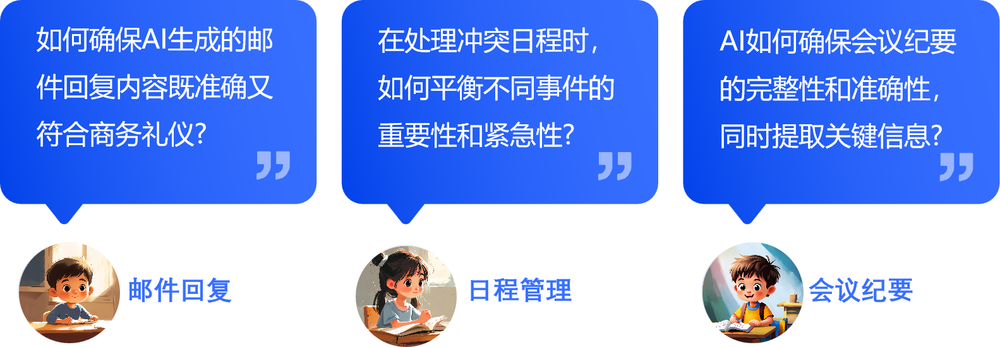 如何确保AI生成的邮
件回复内容既准确又
符合商务礼仪?
邮件回复
在处理冲突日程时，
如何平衡不同事件的
重要性和紧急性?
日程管理
AI如何确保会议纪要
的完整性和准确性，
同时提取关键信息?
会议纪要